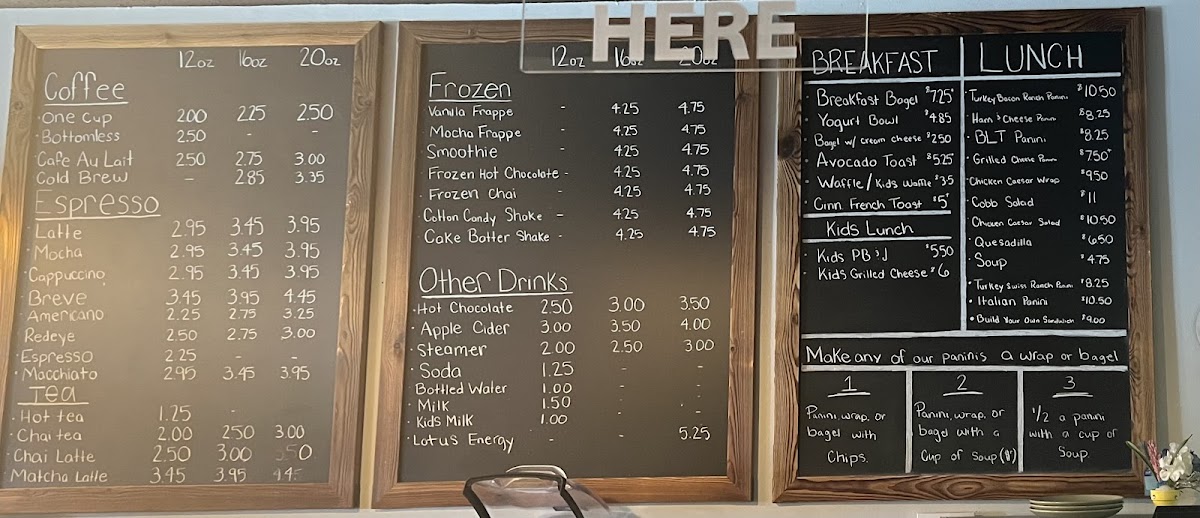 HERE
12oz 16oz 20oz
Coffee
·One cup 2.00 2.25 2.50
·Bottomless 2.50 - -
·Cafe Au Lait 2.50 2.75 3.00
Cold Brew - 2.85 3.35
Espresso
·Latte 2.95 3.45 3.95
·Mocha 2.95 3.45 3.95
·Cappuccino 2.95 3.45 3.95
·Breve 3.45 3.95 4.45
·Americano 2.25 2.75 3.25
Redeye 2.50 2.75 3.00
·Espresso 2.25 - -
·Macchiato 2.95 3.45 3.95
Tea
·Hot tea 1.25 - -
·Chai tea 2.00 2.50 3.00
·Chai Latte 2.50 3.00 3.50
·Matcha Latte 3.45 3.95 4.45
12oz 16oz 20oz
Frozen
Vanilla Frappe - 4.25 4.75
·Mocha Frappe - 4.25 4.75
·Smoothie - 4.25 4.75
·Frozen Hot Chocolate - 4.25 4.75
·Frozen Chai - 4.25 4.75
·Cotton Candy Shake - 4.25 4.75
·Cake Batter Shake - 4.25 4.75
Other Drinks
·Hot Chocolate 2.50 3.00 3.50
·Apple Cider 3.00 3.50 4.00
·Steamer 2.00 2.50 3.00
·Soda 1.25 - -
Bottled Water 1.00 - -
·Milk 1.50 - -
·Kids Milk 1.00
·Lotus Energy - - 5.25
BREAKFAST
·Breakfast Bagel $7.25+
·Yogurt Bowl $4.85
Bagel w/ cream cheese $2.50
·Avocado Toast $5.25
·Waffle/Kids Waffle $3.5
·Cinn French Toast $5+
Kids Lunch
·Kids PB & J $5.50
·Kids Grilled Cheese $6
LUNCH
·Turkey Bacon Ranch Panini $10.50
·Ham & Cheese Panini $8.25
·BLT Panini $8.25
·Grilled Cheese Panini $7.50+
·Chicken Caesar Wrap $9.50
·Cobb Salad $11
·Chicken Caesar Salad $10.50
·Quesadilla $6.50
·Soup $4.75
·Turkey Swiss Ranch Panini $8.25
·Italian Panini $10.50
·Build Your Own Sandwich $9.00
Make any of our paninis a wrap or bagel
1
Panini, wrap, or
bagel with
Chips.
2
Panini, wrap, or
bagel with a
Cup of Soup ($1)
3
1/2 a panini
with a cup of
Soup.